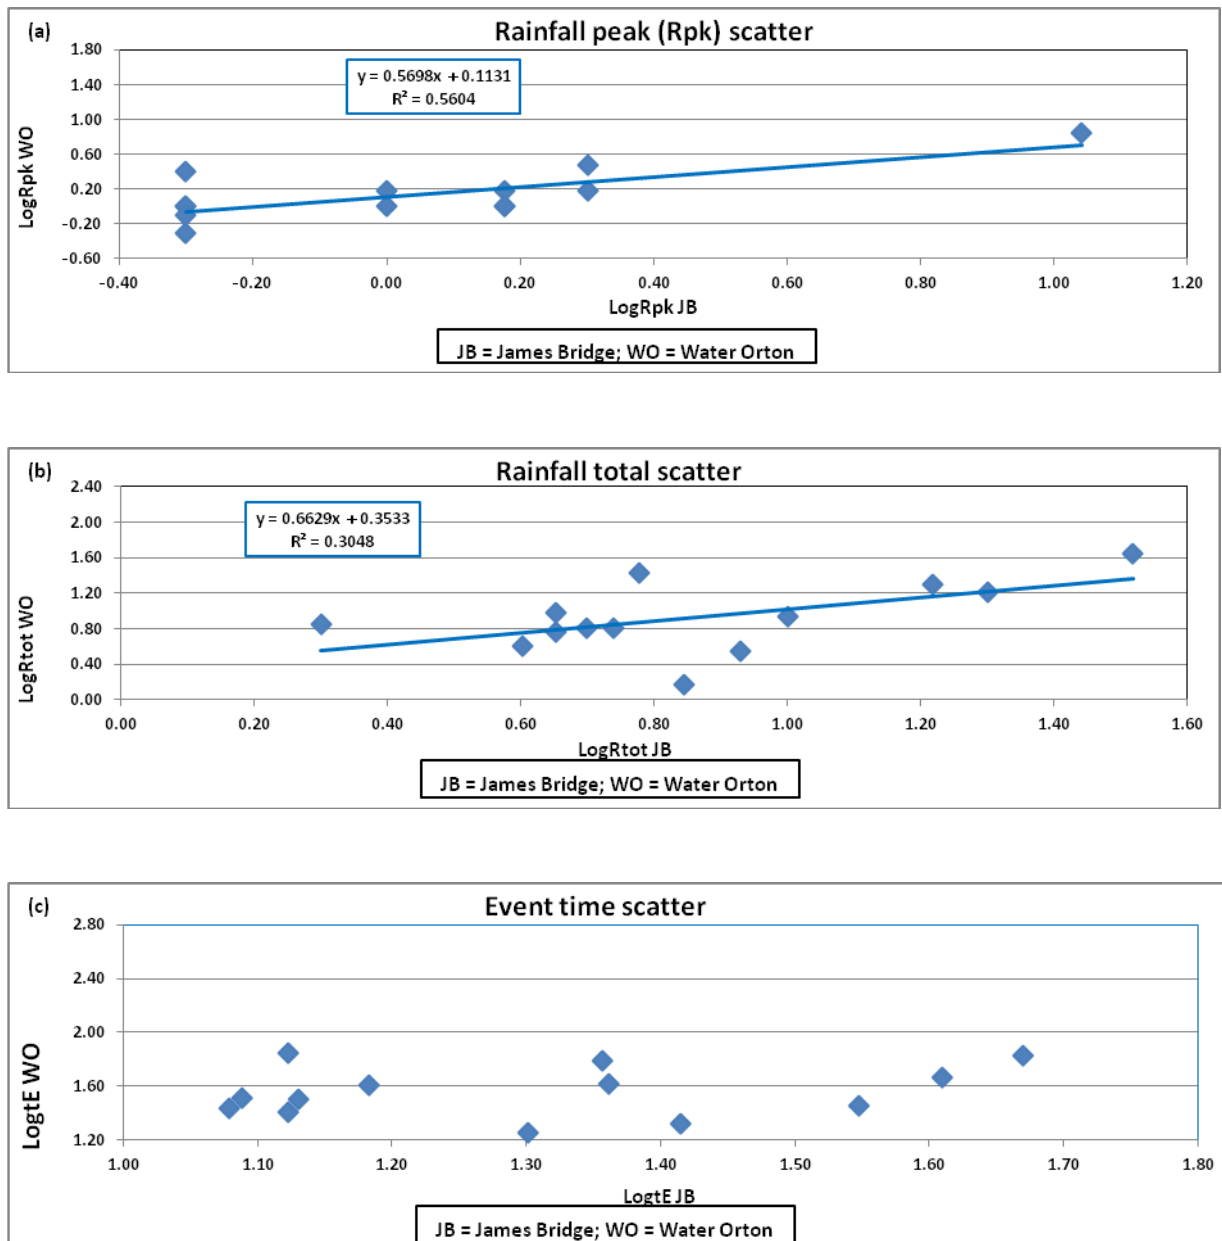 (a)
Rainfall peak (Rpk) scatter
y = 0.5698x + 0.1131
R² = 0.5604
1.80
1.40
1.00
0.60
0.20
-0.20
-0.60
LogRpk WO
-0.40 -0.20 0.00 0.20 0.40 0.60 0.80 1.00 1.20
LogRpk JB
JB = James Bridge; WO = Water Orton
(b)
Rainfall total scatter
y = 0.6629x + 0.3533
R² = 0.3048
2.40
2.00
1.60
1.20
0.80
0.40
0.00
LogRtot WO
0.00 0.20 0.40 0.60 0.80 1.00 1.20 1.40 1.60
LogRtot JB
JB = James Bridge; WO = Water Orton
(c)
Event time scatter
2.80
2.40
2.00
1.60
1.20
LogtE WO
1.00 1.10 1.20 1.30 1.40 1.50 1.60 1.70 1.80
LogtE JB
JB = James Bridge; WO = Water Orton